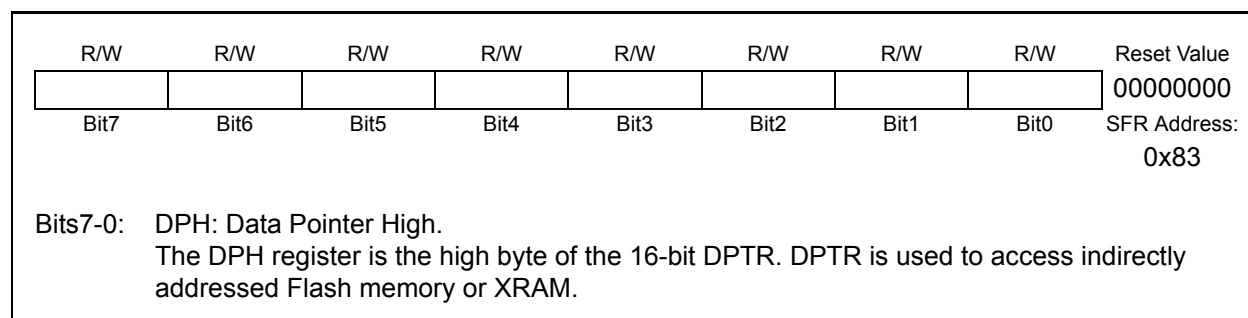 R/W R/W R/W R/W R/W R/W R/W R/W Reset Value
00000000
Bit7 Bit6 Bit5 Bit4 Bit3 Bit2 Bit1 Bit0 SFR Address:
0x83
Bits7-0: DPH: Data Pointer High.
The DPH register is the high byte of the 16-bit DPTR. DPTR is used to access indirectly
addressed Flash memory or XRAM.